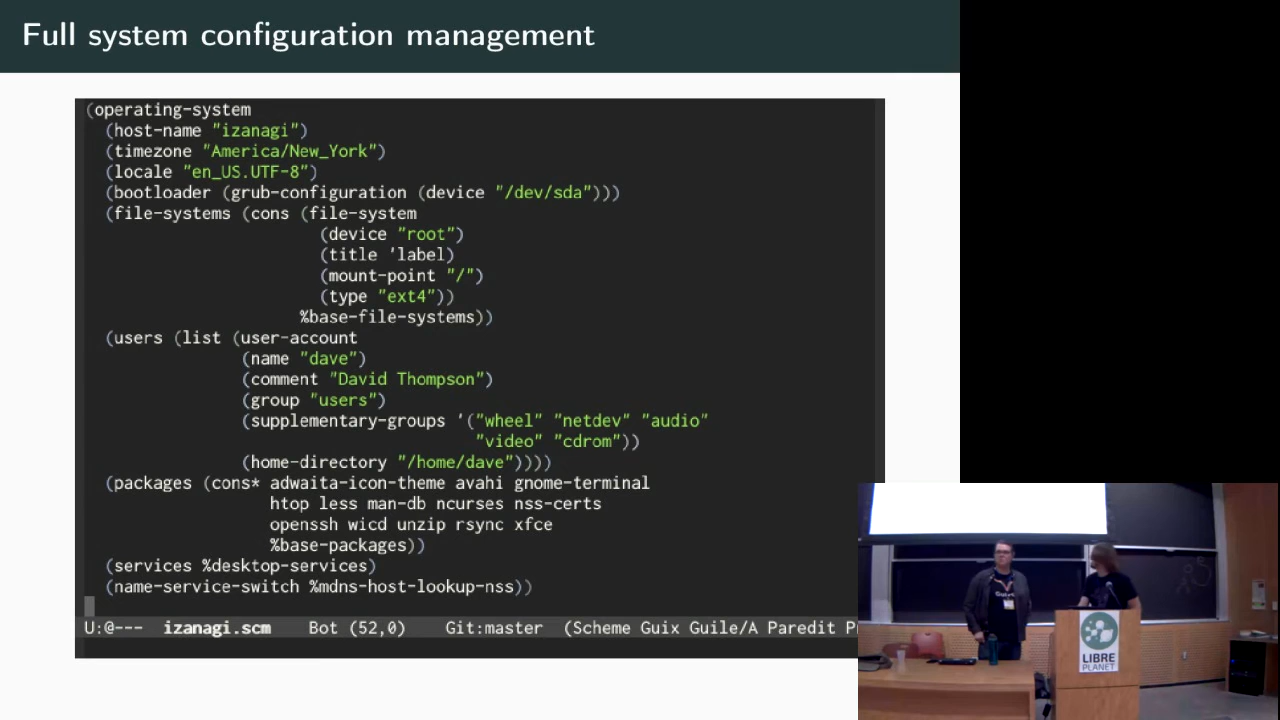 Full system configuration management
(operating-system
(host-name "izanagi")
(timezone "America/New_York")
(locale "en_US.UTF-8")
(bootloader (grub-configuration (device "/dev/sda")))
(file-systems (cons (file-system
(device "root")
(title 'label)
(mount-point "/")
(type "ext4"))
%base-file-systems))
(users (list (user-account
(name "dave")
(comment "David Thompson")
(group "users")
(supplementary-groups '("wheel" "netdev" "audio"
"video" "cdrom"))
(home-directory "/home/dave"))))
(packages (cons* adwaita-icon-theme avahi gnome-terminal
htop less man-db ncurses nss-certs
openssh wicd unzip rsync xfce
%base-packages))
(services %desktop-services)
(name-service-switch %mdns-host-lookup-nss))
U:@--- izanagi.scm Bot (52,0) Git:master (Scheme Guix Guile/A Paredit
LIBRE
PLANET